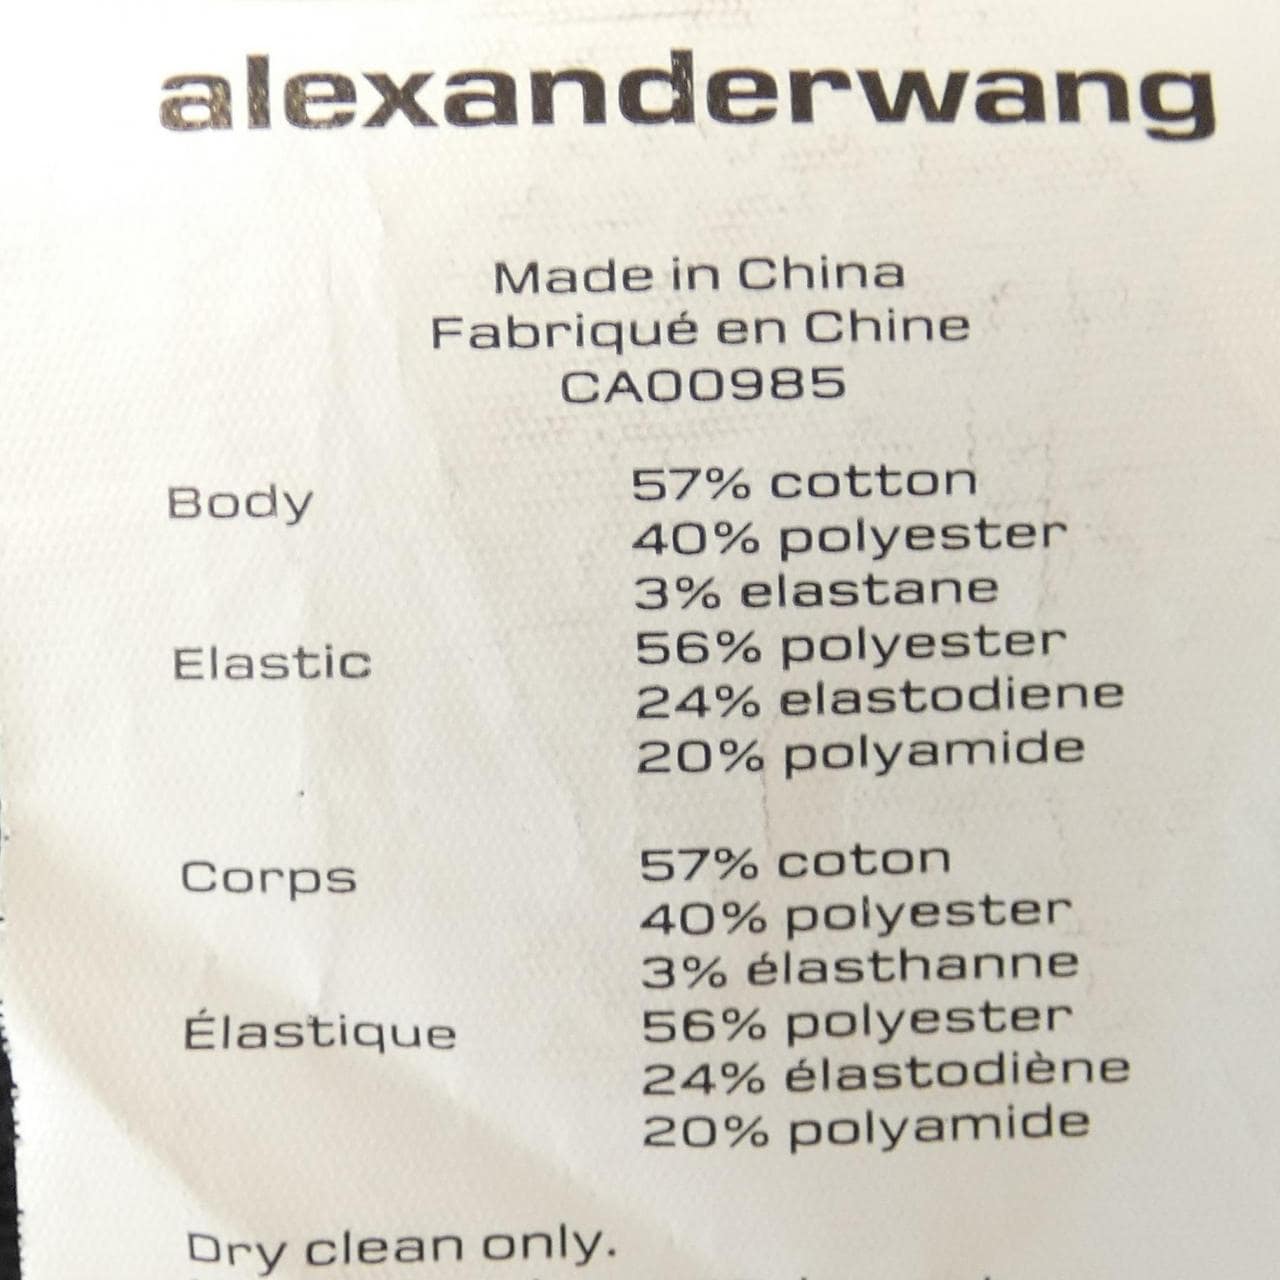 alexanderwang
Made in China
Fabriqué en Chine
CA00985
Body 57% cotton
40% polyester
3% elastane
Elastic 56% polyester
24% elastodiene
20% polyamide
Corps 57% coton
40% polyester
3% élasthanne
Élastique 56% polyester
24% élastodiène
20% polyamide
Dry clean only.